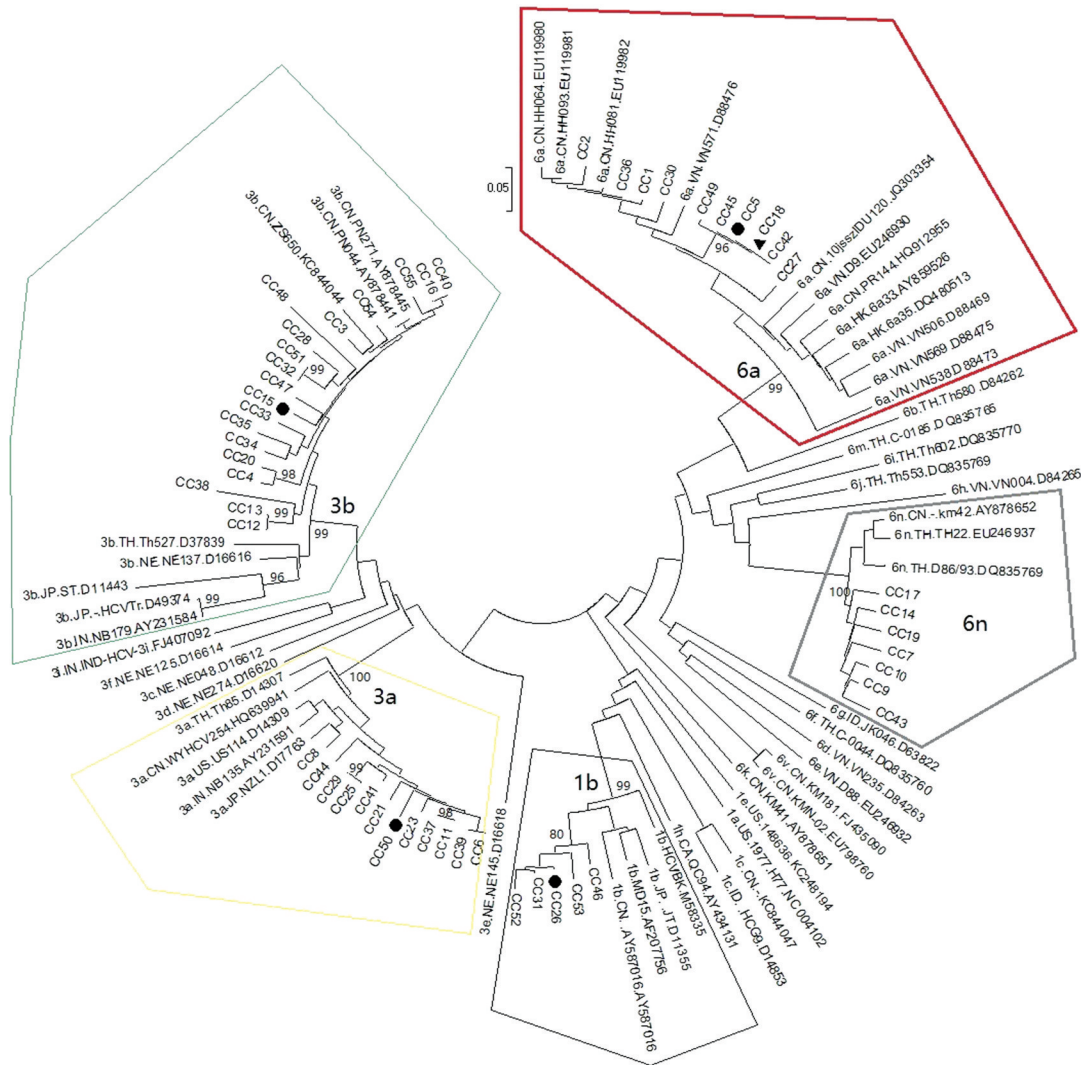 6a.CN.HH064.EU119980
6a.CN.HH093.EU119981
CC2
6a.CN.HH081.EU119982
CC36
CC1
CC30
6a.VN.VN571.D88476
CC49
CC45
CC5
CC18
CC42
CC27
96
6a.CN.10jsszIDU120.JQ303354
6a.VN.D9.EU246930
6a.CN.PR144.HQ912955
6a.HK.6a33.AY859526
6a.HK.6a35.DQ480513
6a.VN.VN506.D88469
6a.VN.VN569.D88475
6a.VN.VN538.D88473
6a
99
0.05
6b.TH.Th580.D84262
6m.TH.C-0185.DQ835765
6i.TH.Th602.DQ835770
6j.TH.Th553.DQ835769
6h.VN.VN004.D84265
6n.CN.-.km42.AY878652
6n.TH.TH22.EU246937
6n.TH.D86/93.DQ835769
100
CC17
CC14
CC19
CC7
CC10
CC9
CC43
6n
6g.ID.JK046.D63822
6f.TH.C-0044.DQ835760
VN.VN235.D84263
6e.VN.D88.EU246932
6v.CN.KM181.FJ435090
6v.CN.KMN-02.EU798760
6k.CN.KM41.AY878651
1e.US.148636.KC248194
1a.US.1977.H77.NC004102
1c.CN.-.KC844047
1c.ID.
.HCG9.D14853
1h.CA.QC94.AY434131
1b.HCVBK.M58335
1b.JP.
.JT.D11355
1b.MD15.AF207756
1b.CN.
.AY587016.AY587016
1b
99
80
CC46
CC53
CC26
CC31
CC52
3e.NE.NE145.D16618
CC6
CC39
CC11
CC37
CC23
CC50
CC21
CC41
CC25
CC29
CC44
CC8
99
3a.JP.NZL1.D17763
3a.IN.NB135.AY231591
3a.US.US114.D14309
3a.CN.WYHCV254.HQ639941
3a.TH.Th85.D14307
3a
100
3d.NE.NE274.D16620
3c.NE.NE048.D16612
3f.NE.NE125.D16614
3i.IN.IND-HCV-3i.FJ407092
3b.IN.NB179.AY231584
3b.JP.-.HCVTr.D49374
3b.JP.ST.D11443
3b.NE.NE137.D16616
3b.TH.Th527.D37839
99
96
99
3b
CC12
CC13
99
CC38
CC4
CC20
98
CC34
CC35
CC33
CC15
CC47
CC32
CC51
99
CC28
CC48
CC3
3b.CN.ZS650.KC844044
CC54
3b.CN.PN044.AY878441
3b.CN.PN271.AY878445
CC55
CC16
CC40